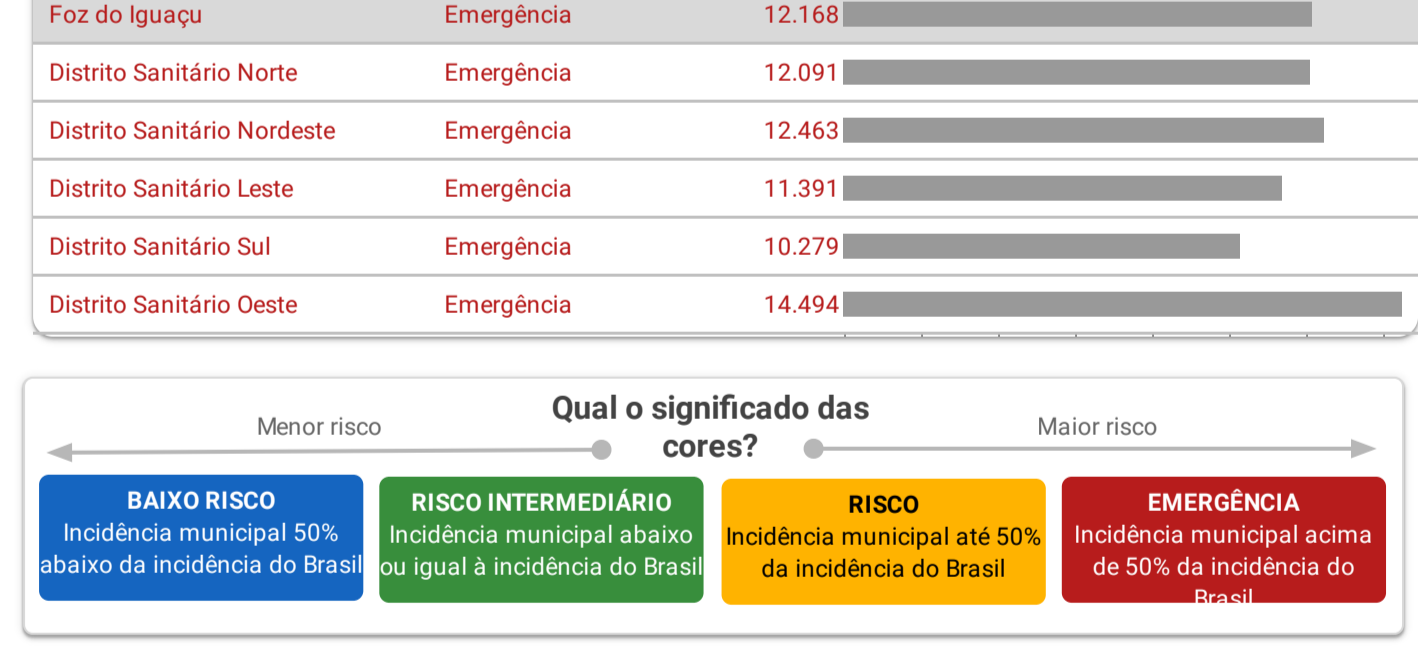 Foz do Iguaçu Emergência 12.168
Distrito Sanitário Norte Emergência 12.091
Distrito Sanitário Nordeste Emergência 12.463
Distrito Sanitário Leste Emergência 11.391
Distrito Sanitário Sul Emergência 10.279
Distrito Sanitário Oeste Emergência 14.494
Qual o significado das
cores?
Menor risco
Maior risco
BAIXO RISCO
Incidência municipal 50%
abaixo da incidência do Brasil
RISCO INTERMEDIÁRIO
Incidência municipal abaixo
ou igual à incidência do Brasil
RISCO
Incidência municipal até 50%
da incidência do Brasil
EMERGÊNCIA
Incidência municipal acima
de 50% da incidência do
Brasil